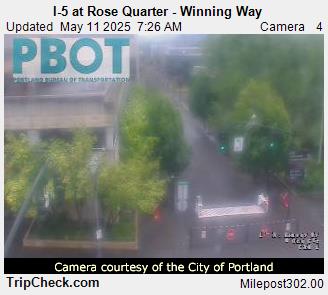 I-5 at Rose Quarter - Winning Way
Updated May 11 2025 7:26 AM Camera 4
PBOT
PORTLAND BUREAU OF TRANSPORTATION
Camera courtesy of the City of Portland
TripCheck.com Milepost302.00